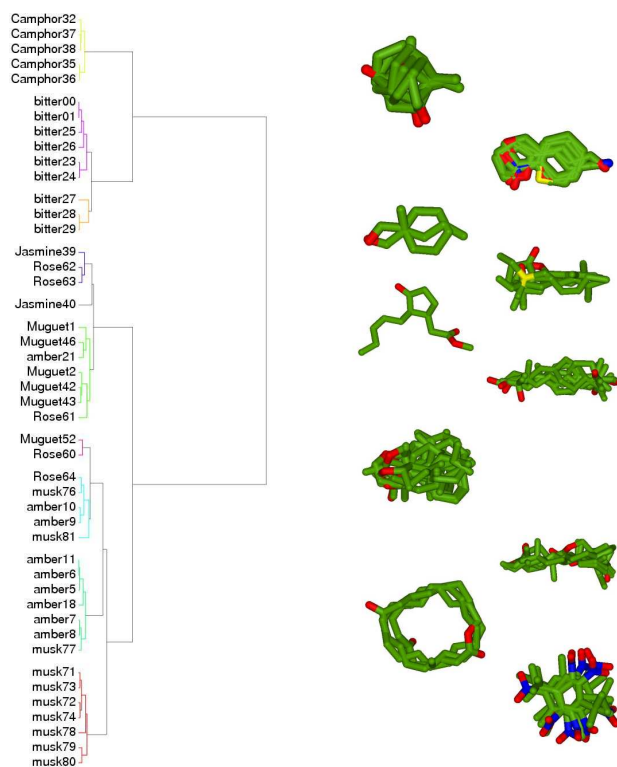 Camphor32
Camphor37
Camphor38
Camphor35
Camphor36
bitter00
bitter01
bitter25
bitter26
bitter23
bitter24
bitter27
bitter28
bitter29
Jasmine39
Rose62
Rose63
Jasmine40
Muguet1
Muguet46
amber21
Muguet2
Muguet42
Muguet43
Rose61
Muguet52
Rose60
Rose64
musk76
amber10
amber9
musk81
amber11
amber6
amber5
amber18
amber7
amber8
musk77
musk71
musk73
musk72
musk74
musk78
musk79
musk80